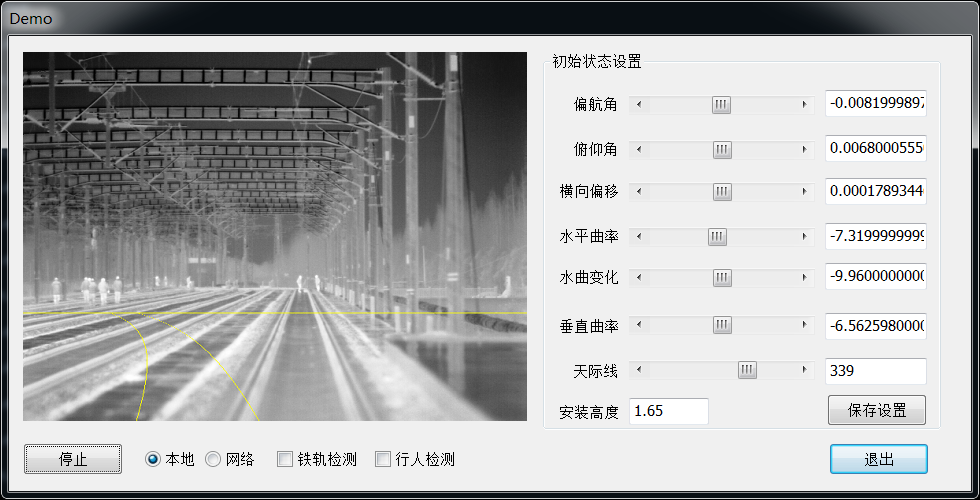 Demo
初始状态设置
偏航角 -0.0081999897
俯仰角 0.0068000555
横向偏移 0.0001789344
水平曲率 -7.3199999999
水曲变化 -9.9600000000
垂直曲率 -6.5625980000
天际线 339
安装高度 1.65 保存设置
停止 本地 网络 铁轨检测 行人检测 退出